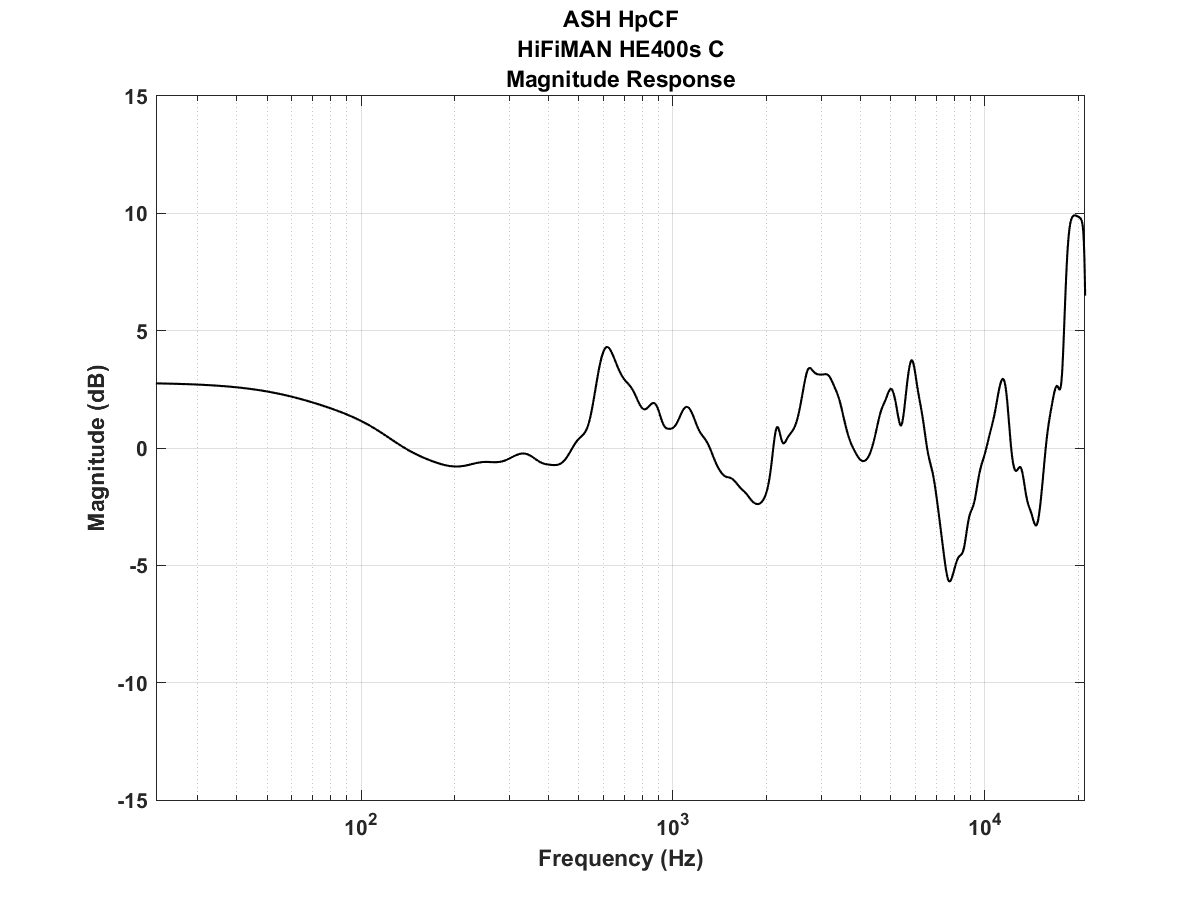 ASH HpCF
HiFiMAN HE400s C
Magnitude Response
15
10
5
0
-5
-10
-15
Magnitude (dB)
10^2 10^3 10^4
Frequency (Hz)